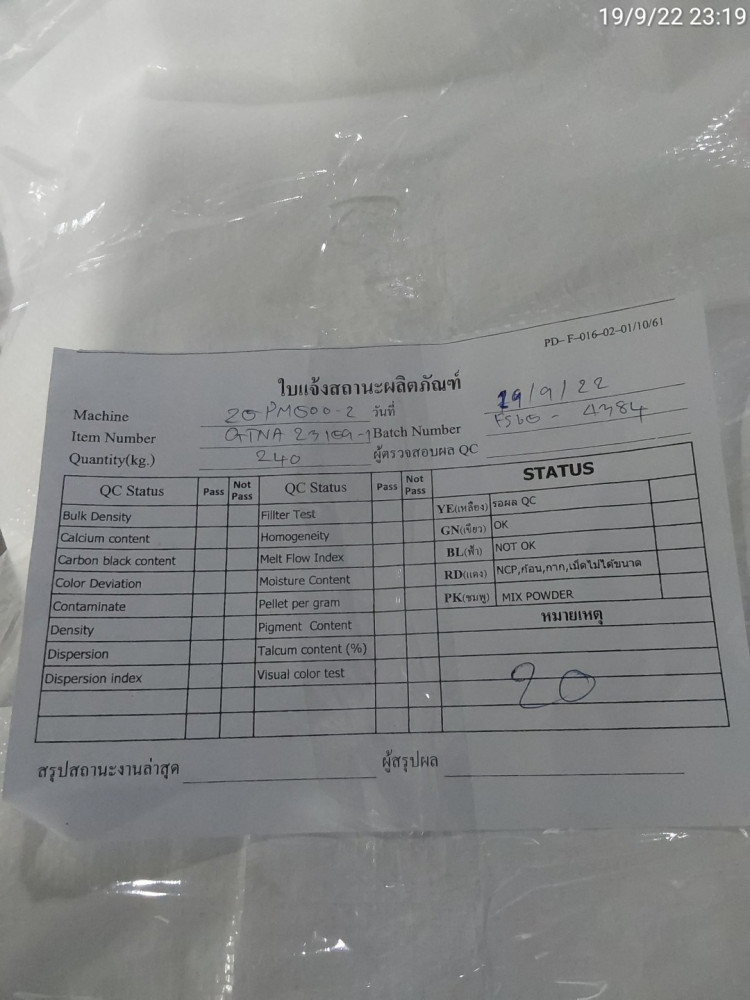 19/9/22 23:19
PD-F-016-02-01/10/61
ใบแจ้งสถานะผลิตภัณฑ์
Machine 25PM500-2 วันที่ 19/9/22
Item Number Batch Number 4384
Quantity(kg.) 240 ผู้ตรวจสอบผล QC
QC Status Pass Not Pass QC Status Pass Not Pass STATUS
Bulk Density Fillter Test YE(เหลือง) รอผล QC
Calcium content Homogeneity GN(เขียว) OK
Carbon black content Melt Flow Index BL(ฟ้า) NOT OK
Color Deviation Moisture Content RD(แดง) NCP,ก้อน,กาก,เม็ดไม่ได้ขนาด
Contaminate Pellet per gram PK(ชมพู) MIX POWDER
Density Pigment Content หมายเหตุ
Dispersion Talcum content (%)
Dispersion index Visual color test 20
สรุปสถานะงานล่าสุด ผู้สรุปผล